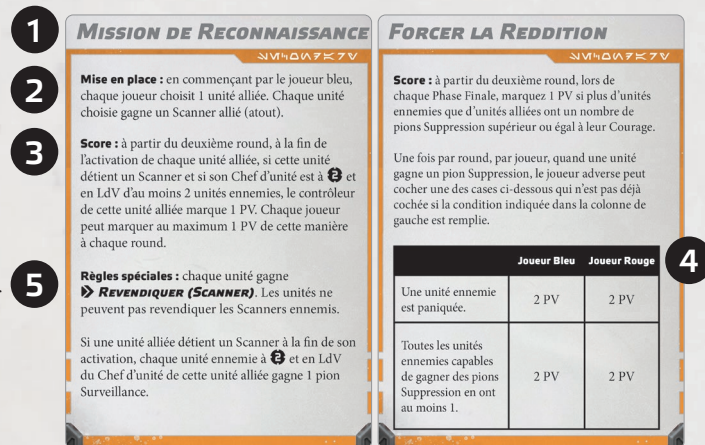 1
MISSION DE RECONNAISSANCE
2
Mise en place : en commençant par le joueur bleu,
chaque joueur choisit 1 unité alliée. Chaque unité
choisie gagne un Scanner allié (atout).
3
Score : à partir du deuxième round, à la fin de
l'activation de chaque unité alliée, si cette unité
détient un Scanner et si son Chef d'unité est à 2 et
en LdV d'au moins 2 unités ennemies, le contrôleur
de cette unité alliée marque 1 PV. Chaque joueur
peut marquer au maximum 1 PV de cette manière
à chaque round.
5
Règles spéciales : chaque unité gagne
REVENDIQUER (SCANNER). Les unités ne
peuvent pas revendiquer les Scanners ennemis.
Si une unité alliée détient un Scanner à la fin de son
activation, chaque unité ennemie à 2 et en LdV
du Chef d'unité de cette unité alliée gagne 1 pion
Surveillance.
FORCER LA REDDITION
Score : à partir du deuxième round, lors de
chaque Phase Finale, marquez 1 PV si plus d'unités
ennemies que d'unités alliées ont un nombre de
pions Suppression supérieur ou égal à leur Courage.
Une fois par round, par joueur, quand une unité
gagne un pion Suppression, le joueur adverse peut
cocher une des cases ci-dessous qui n'est pas déjà
cochée si la condition indiquée dans la colonne de
gauche est remplie.
4
Joueur Bleu Joueur Rouge
Une unité ennemie
est paniquée.
2 PV 2 PV
Toutes les unités
ennemies capables
de gagner des pions
Suppression en ont
au moins 1.
2 PV 2 PV